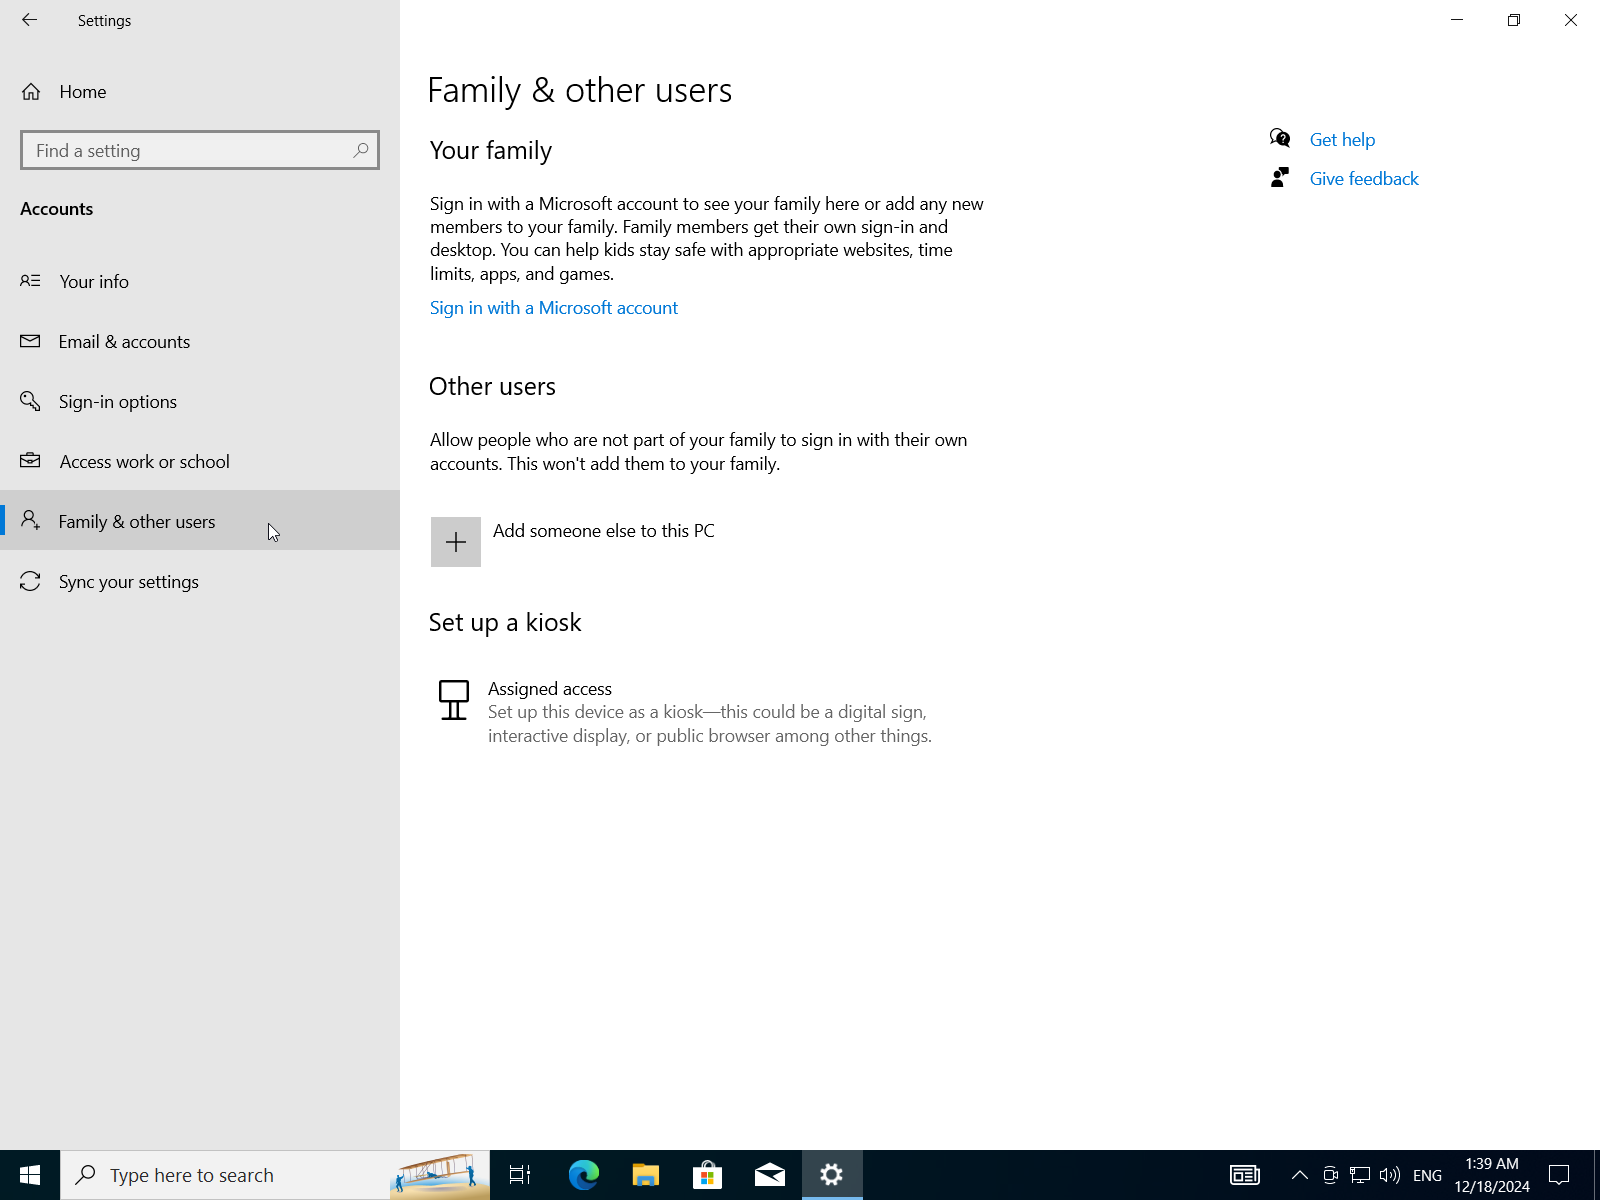 Settings
Home
Find a setting
Accounts
Your info
Email & accounts
Sign-in options
Access work or school
Family & other users
Sync your settings
Family & other users
Your family
Sign in with a Microsoft account to see your family here or add any new
members to your family. Family members get their own sign-in and
desktop. You can help kids stay safe with appropriate websites, time
limits, apps, and games.
Sign in with a Microsoft account
Other users
Allow people who are not part of your family to sign in with their own
accounts. This won't add them to your family.
Add someone else to this PC
Set up a kiosk
Assigned access
Set up this device as a kiosk—this could be a digital sign,
interactive display, or public browser among other things.
Get help
Give feedback
Type here to search
ENG
1:39 AM
12/18/2024